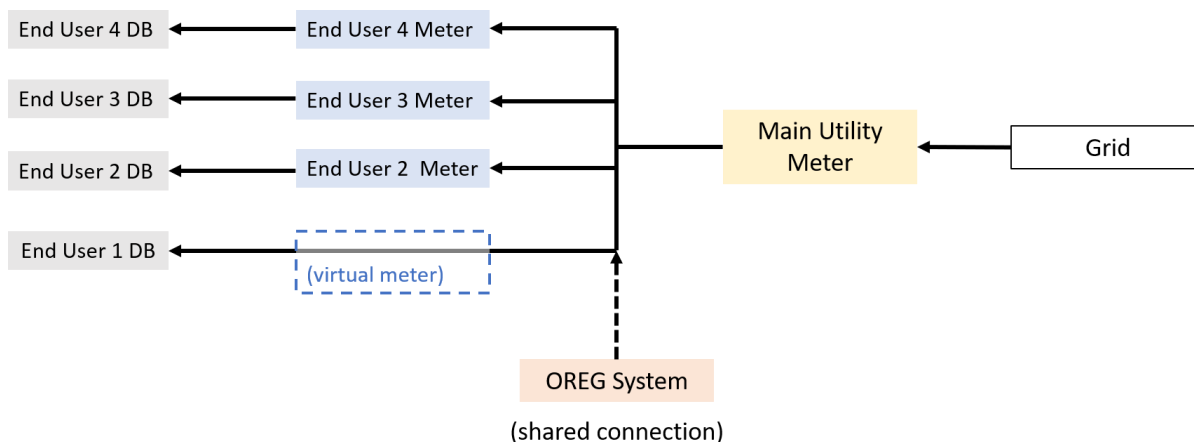 End User 4 DB
End User 4 Meter
End User 3 DB
End User 3 Meter
Main Utility
Meter
Grid
End User 2 DB
End User 2  Meter
End User 1 DB
(virtual meter)
OREG System
(shared connection)